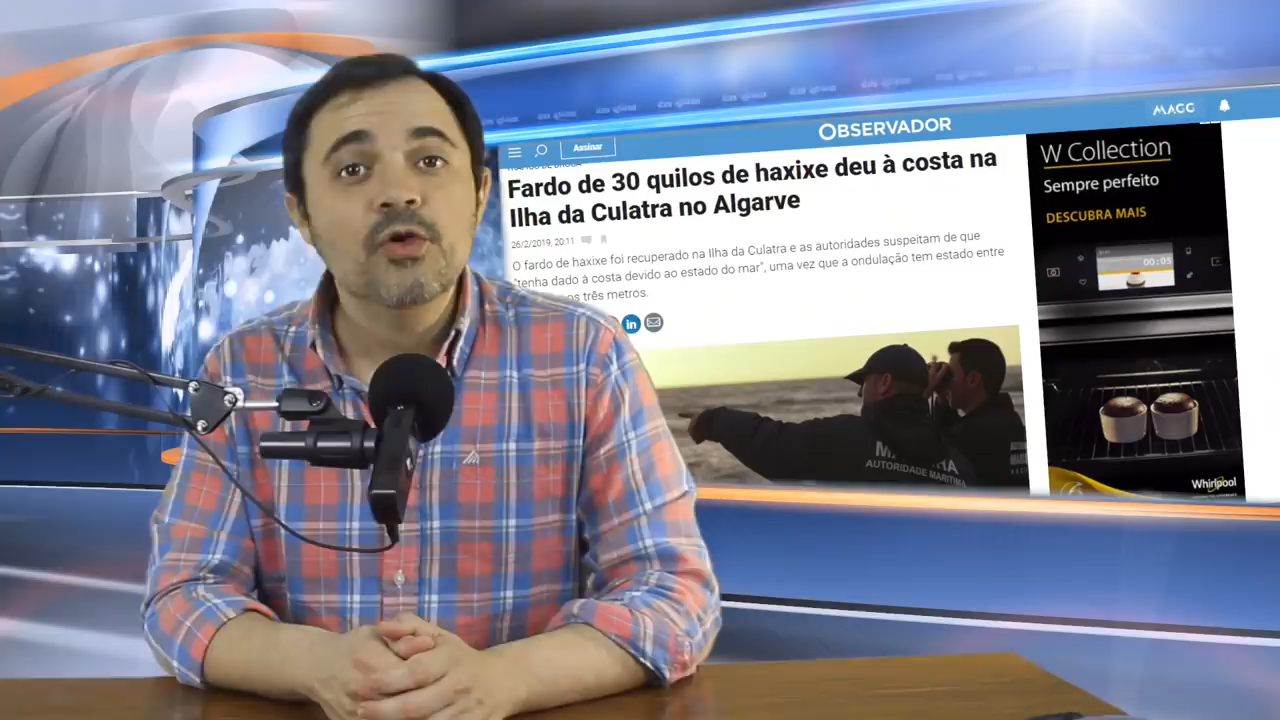 MAGG
OBSERVADOR
Assinar
Fardo de 30 quilos de haxixe deu à costa na
Ilha da Culatra no Algarve
26/2/2019, 20:11
O fardo de haxixe foi recuperado na Ilha da Culatra e as autoridades suspeitam de que
"tenha dado à costa devido ao estado do mar", uma vez que a ondulação tem estado entre
os três metros.
in
AUTORIDADE MARÍTIMA
W Collection
Sempre perfeito
DESCUBRA MAIS
00:05
Whirlpool